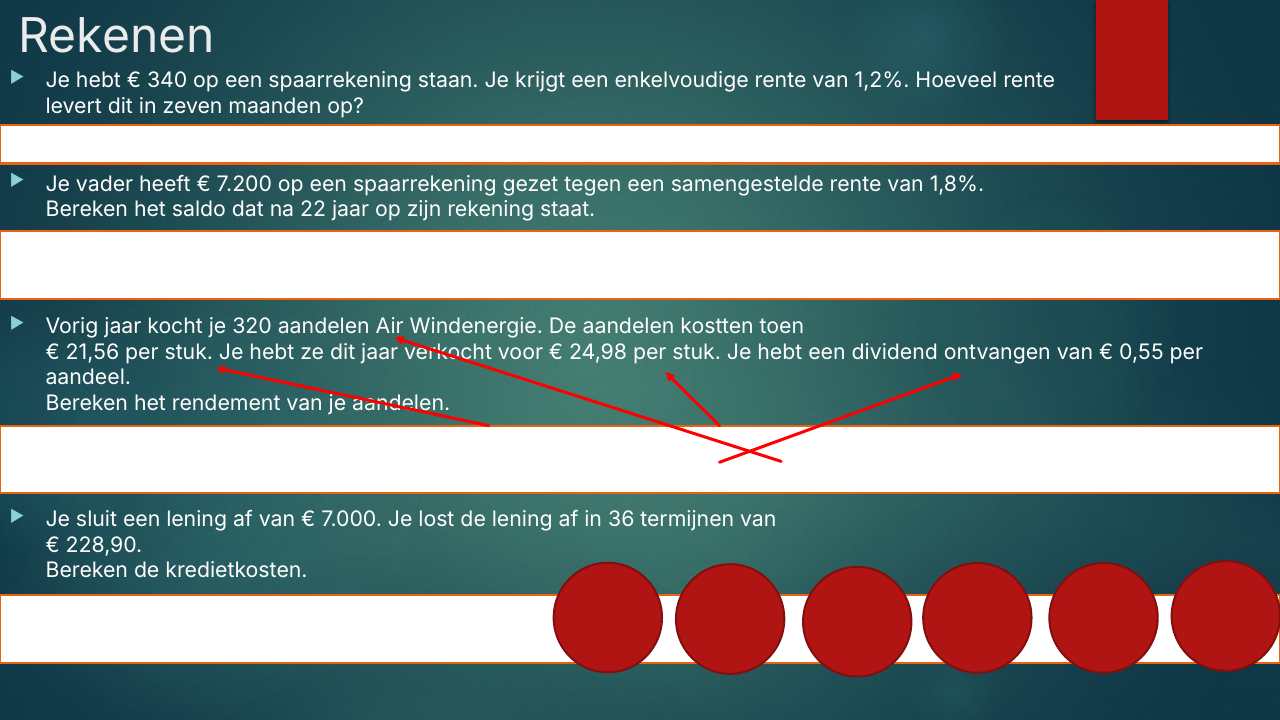 Rekenen
Je hebt € 340 op een spaarrekening staan. Je krijgt een enkelvoudige rente van 1,2%. Hoeveel rente
levert dit in zeven maanden op?
Je vader heeft € 7.200 op een spaarrekening gezet tegen een samengestelde rente van 1,8%.
Bereken het saldo dat na 22 jaar op zijn rekening staat.
Vorig jaar kocht je 320 aandelen Air Windenergie. De aandelen kostten toen
€ 21,56 per stuk. Je hebt ze dit jaar verkocht voor € 24,98 per stuk. Je hebt een dividend ontvangen van € 0,55 per
aandeel.
Bereken het rendement van je aandelen.
Je sluit een lening af van € 7.000. Je lost de lening af in 36 termijnen van
€ 228,90.
Bereken de kredietkosten.